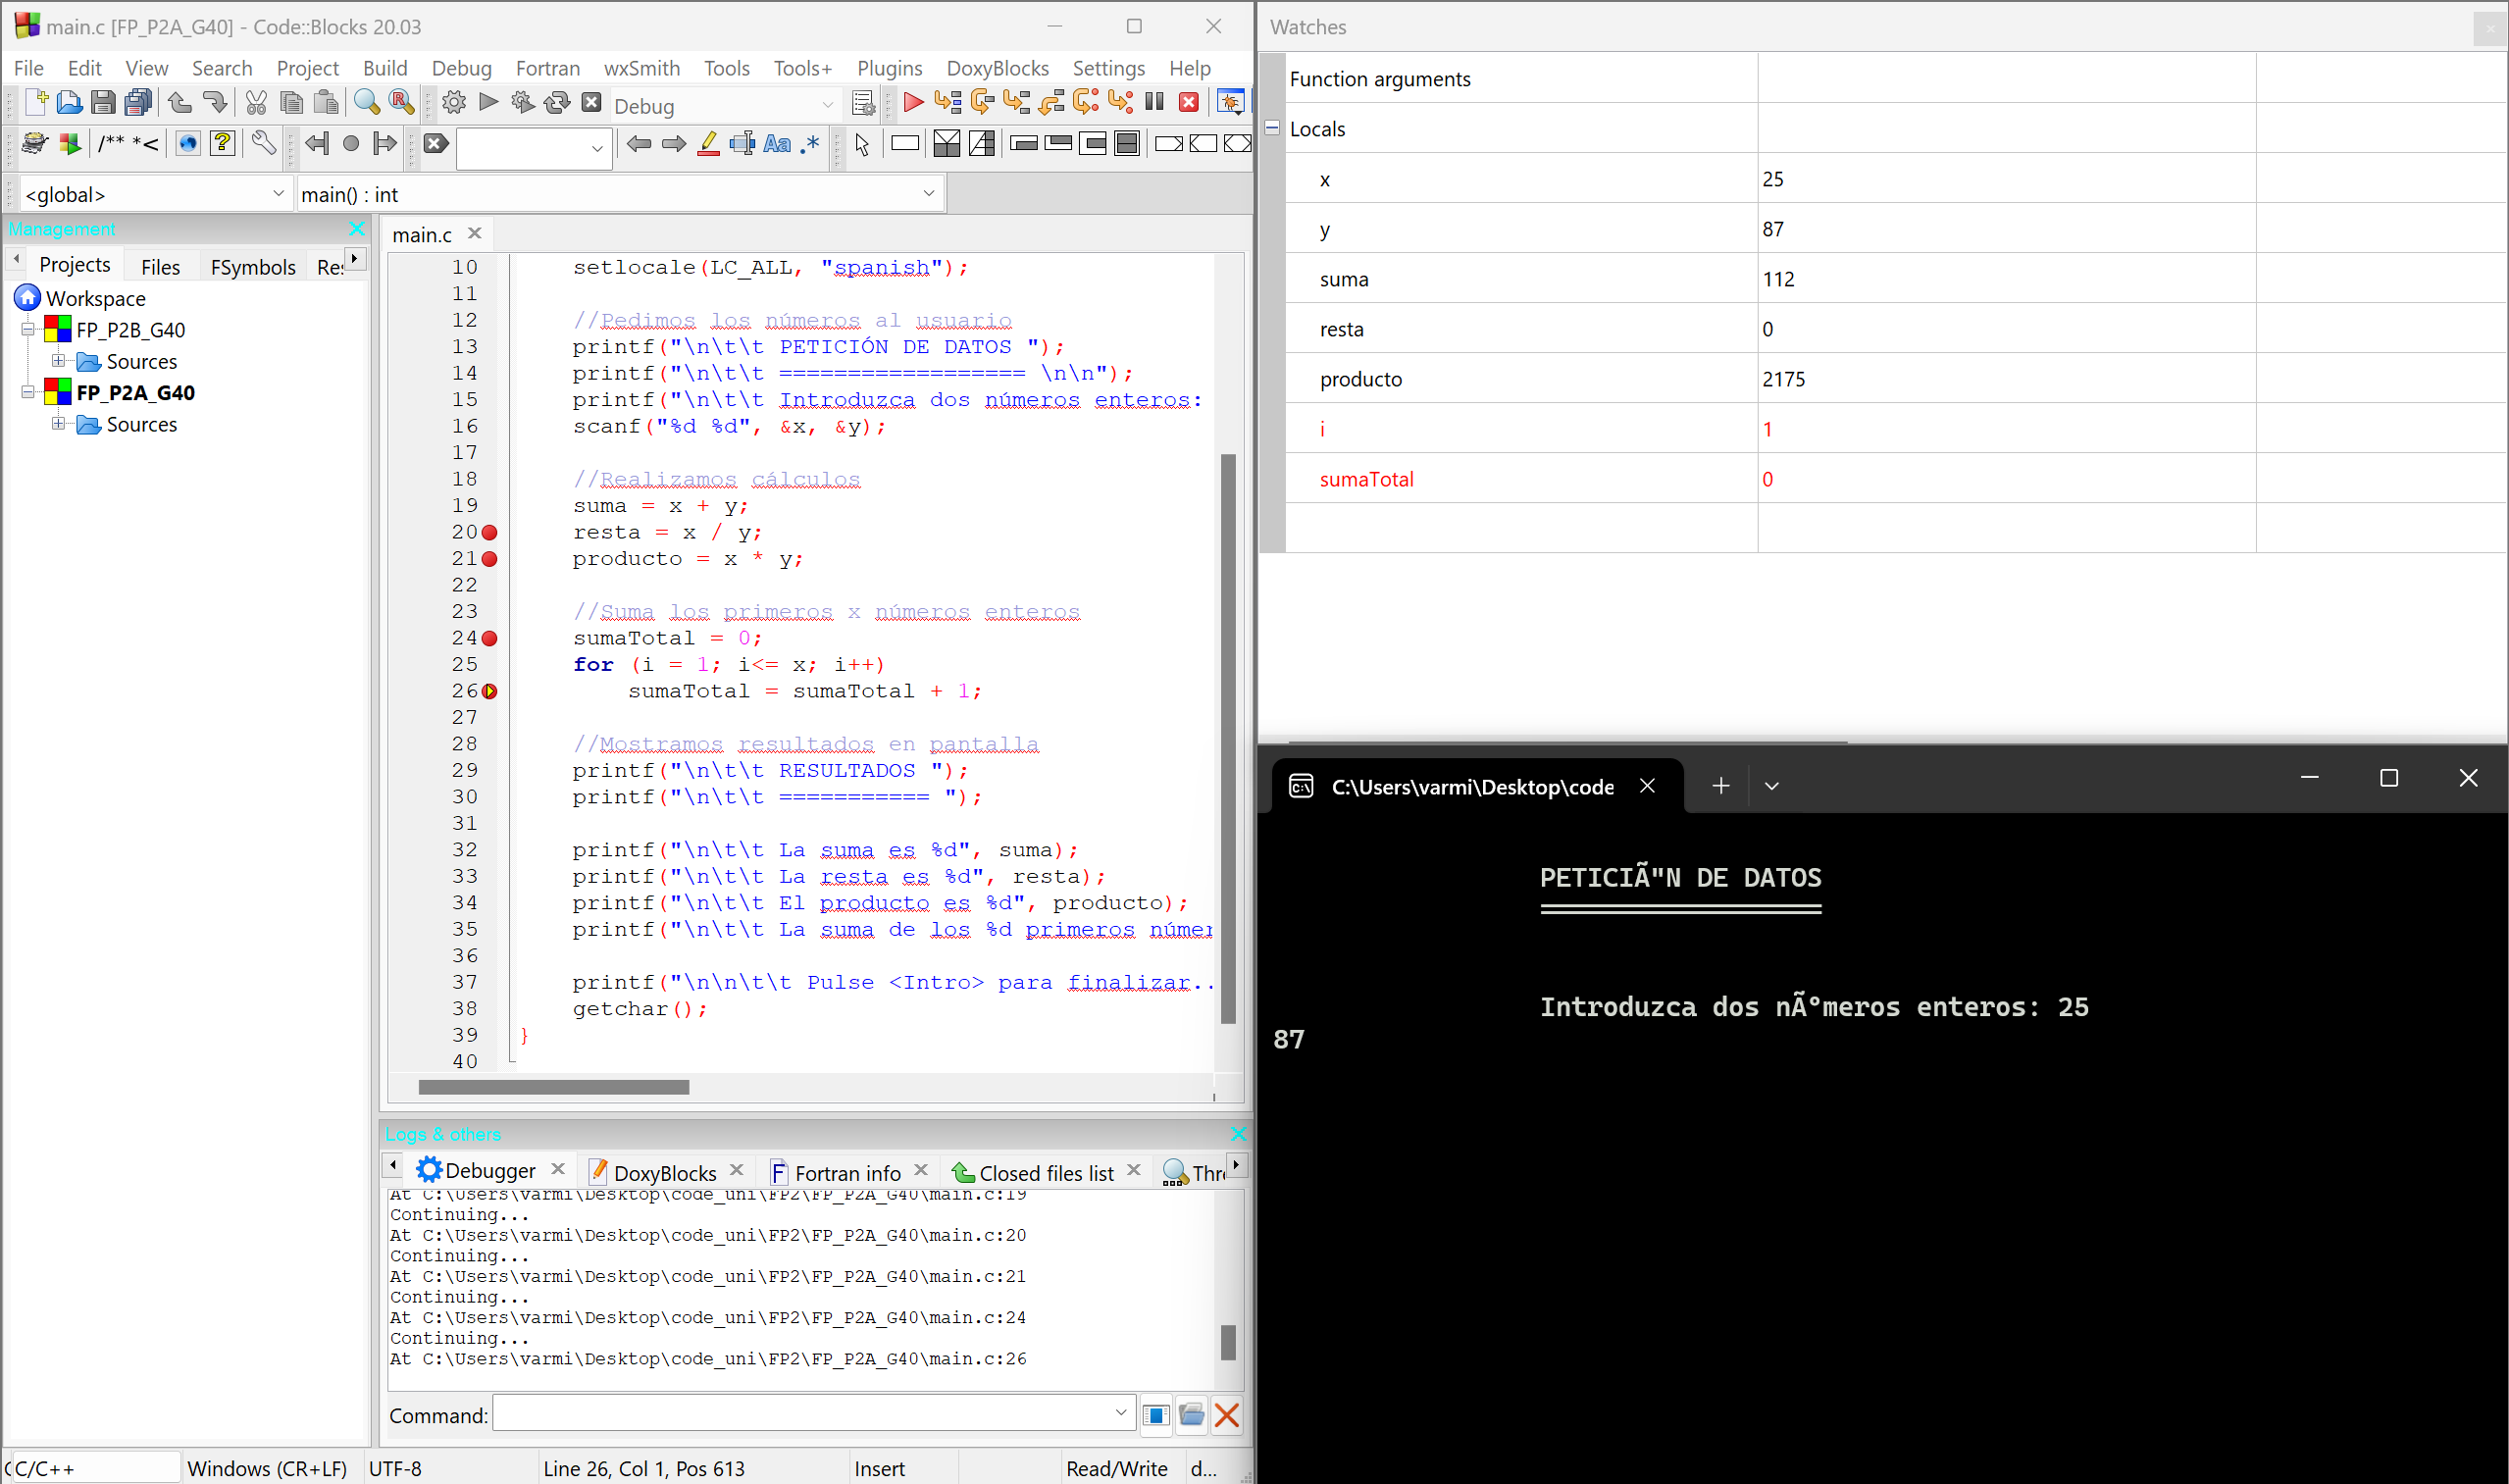 main.c [FP_P2A_G40] - Code::Blocks 20.03
File Edit View Search Project Build Debug Fortran wxSmith Tools Tools+ Plugins DoxyBlocks Settings Help
Debug
/** *<
Aa .*
<global> main() : int
Management
Projects Files FSymbols
Workspace
FP_P2B_G40
Sources
FP_P2A_G40
Sources
main.c
10 setlocale(LC_ALL, "spanish");
11
12 //Pedimos los números al usuario
13 printf("\n\t\t PETICIÓN DE DATOS ");
14 printf("\n\t\t ================== \n\n");
15 printf("\n\t\t Introduzca dos números enteros:
16 scanf("%d %d", &x, &y);
17
18 //Realizamos cálculos
19 suma = x + y;
20 resta = x / y;
21 producto = x * y;
22
23 //Suma los primeros x números enteros
24 sumaTotal = 0;
25 for (i = 1; i<= x; i++)
26 sumaTotal = sumaTotal + 1;
27
28 //Mostramos resultados en pantalla
29 printf("\n\t\t RESULTADOS ");
30 printf("\n\t\t =========== ");
31
32 printf("\n\t\t La suma es %d", suma);
33 printf("\n\t\t La resta es %d", resta);
34 printf("\n\t\t El producto es %d", producto);
35 printf("\n\t\t La suma de los %d primeros númer
36
37 printf("\n\n\t\t Pulse <Intro> para finalizar..
38 getchar();
39 }
40
Logs & others
Debugger DoxyBlocks Fortran info Closed files list Thr
At C:\Users\varmi\Desktop\code_uni\FP2\FP_P2A_G40\main.c:19
Continuing...
At C:\Users\varmi\Desktop\code_uni\FP2\FP_P2A_G40\main.c:20
Continuing...
At C:\Users\varmi\Desktop\code_uni\FP2\FP_P2A_G40\main.c:21
Continuing...
At C:\Users\varmi\Desktop\code_uni\FP2\FP_P2A_G40\main.c:24
Continuing...
At C:\Users\varmi\Desktop\code_uni\FP2\FP_P2A_G40\main.c:26
Command:
C/C++ Windows (CR+LF) UTF-8 Line 26, Col 1, Pos 613 Insert Read/Write d...
Watches
Function arguments
Locals
x 25
y 87
suma 112
resta 0
producto 2175
i 1
sumaTotal 0
C:\Users\varmi\Desktop\code
PETICIÃ"N DE DATOS
==================
Introduzca dos nÃºmeros enteros: 25
87